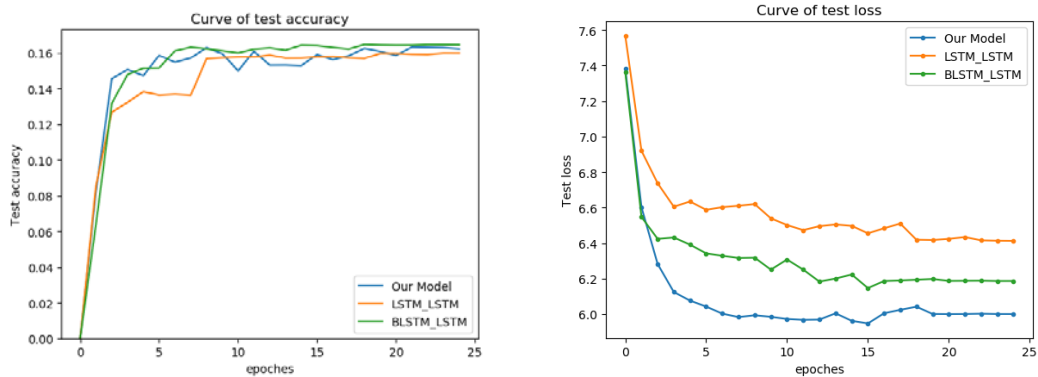 Curve of test accuracy
0.16
0.14
0.12
0.10
0.08
0.06
0.04
0.02
0.00
Test accuracy
0
5
10
15
20
25
epoches
Our Model
LSTM_LSTM
BLSTM_LSTM
Curve of test loss
7.6
7.4
7.2
7.0
6.8
6.6
6.4
6.2
6.0
Test loss
0
5
10
15
20
25
epoches
Our Model
LSTM_LSTM
BLSTM_LSTM